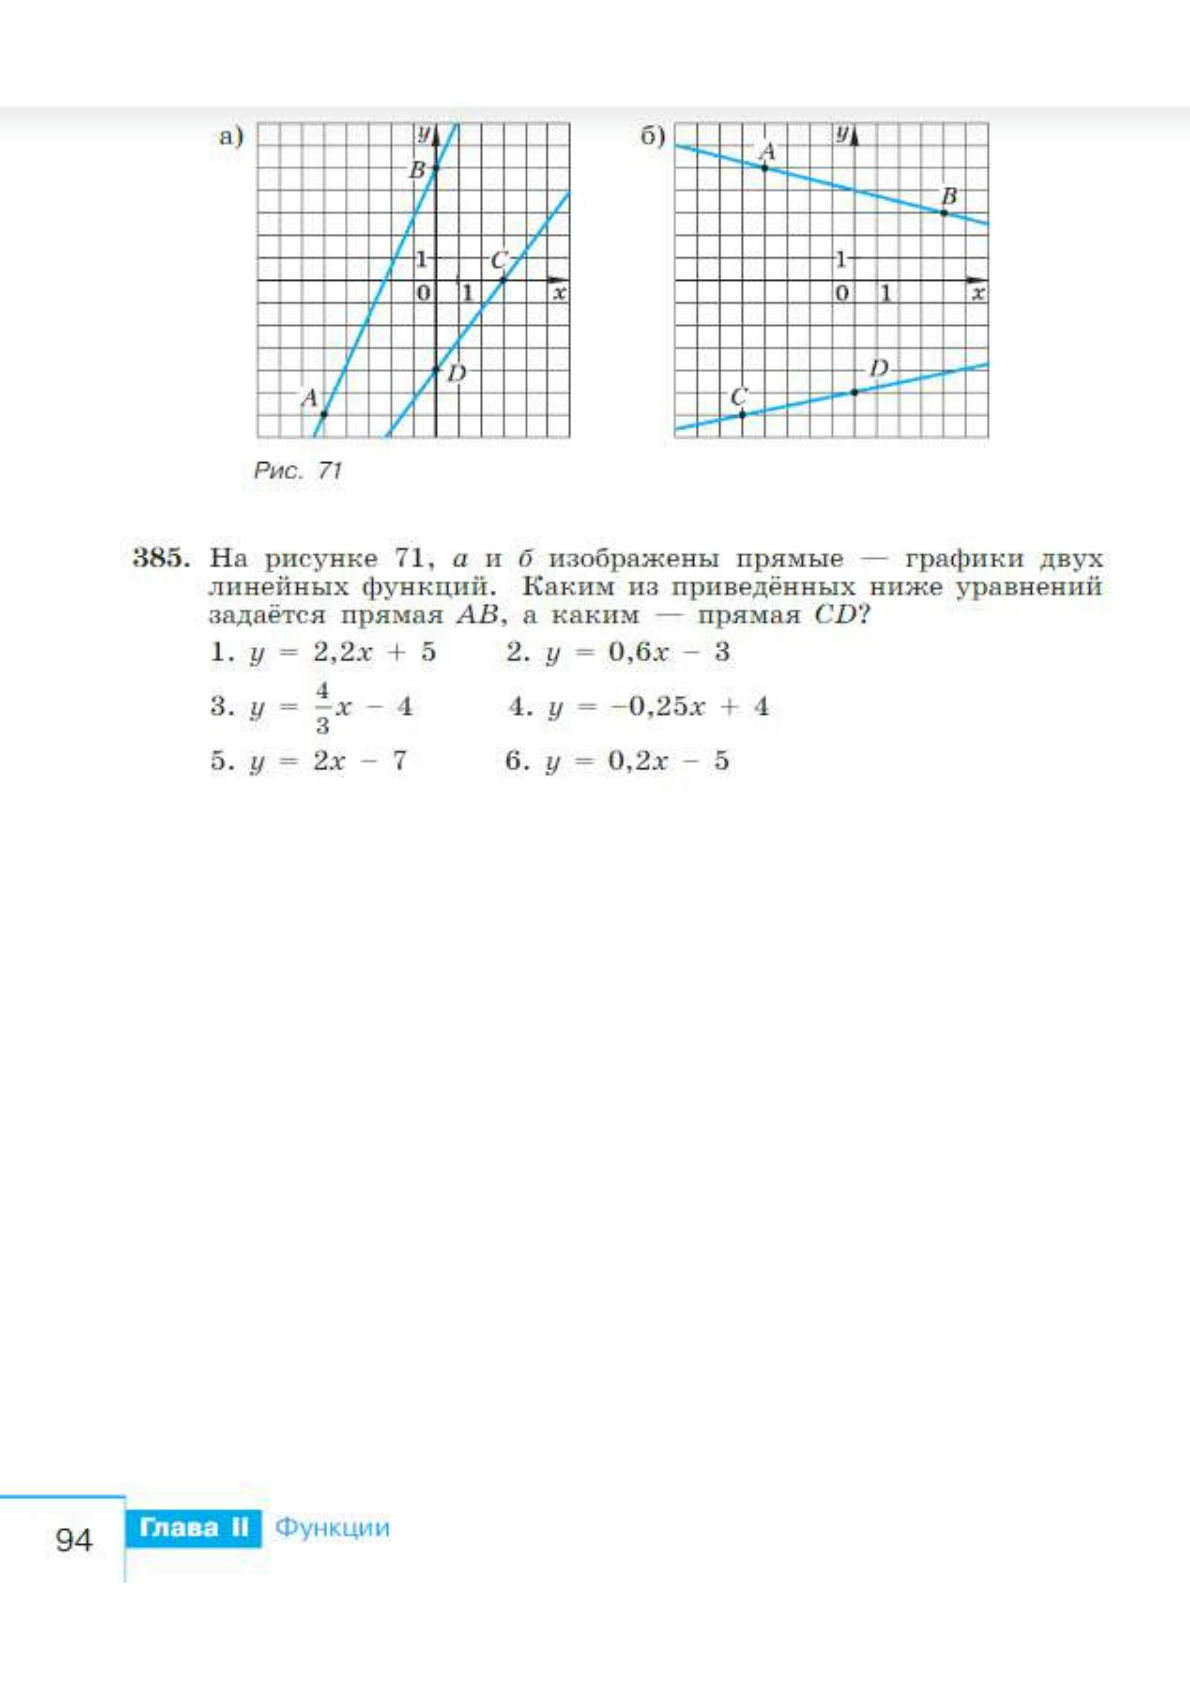 а)
y
B
1
C
0
1
x
A
D
б)
y
A
B
1
0
1
x
C
D
Рис. 71
385. На рисунке 71, а и б изображены прямые — графики двух
линейных функций. Каким из приведённых ниже уравнений
задаётся прямая AB, а каким — прямая CD?
1. y = 2,2x + 5 2. y = 0,6x − 3
3. y = 4/3 x − 4 4. y = −0,25x + 4
5. y = 2x − 7 6. y = 0,2x − 5
94 Глава II Функции